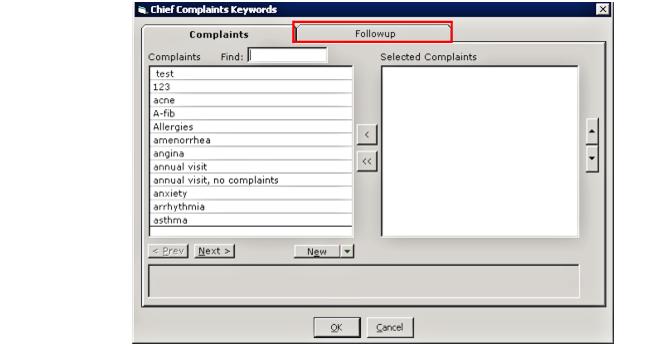 Chief Complaints Keywords
Complaints Followup
Complaints Find: Selected Complaints
test
123
acne
A-fib
Allergies
amenorrhea
angina
annual visit
annual visit, no complaints
anxiety
arrhythmia
asthma
<
<<
< Prev Next > New
OK Cancel